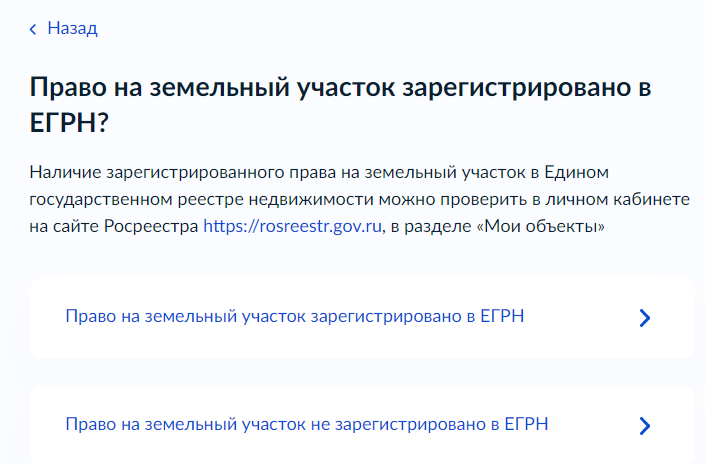 Назад
Право на земельный участок зарегистрировано в
ЕГРН?
Наличие зарегистрированного права на земельный участок в Едином
государственном реестре недвижимости можно проверить в личном кабинете
на сайте Росреестра https://rosreestr.gov.ru, в разделе «Мои объекты»
Право на земельный участок зарегистрировано в ЕГРН
Право на земельный участок не зарегистрировано в ЕГРН